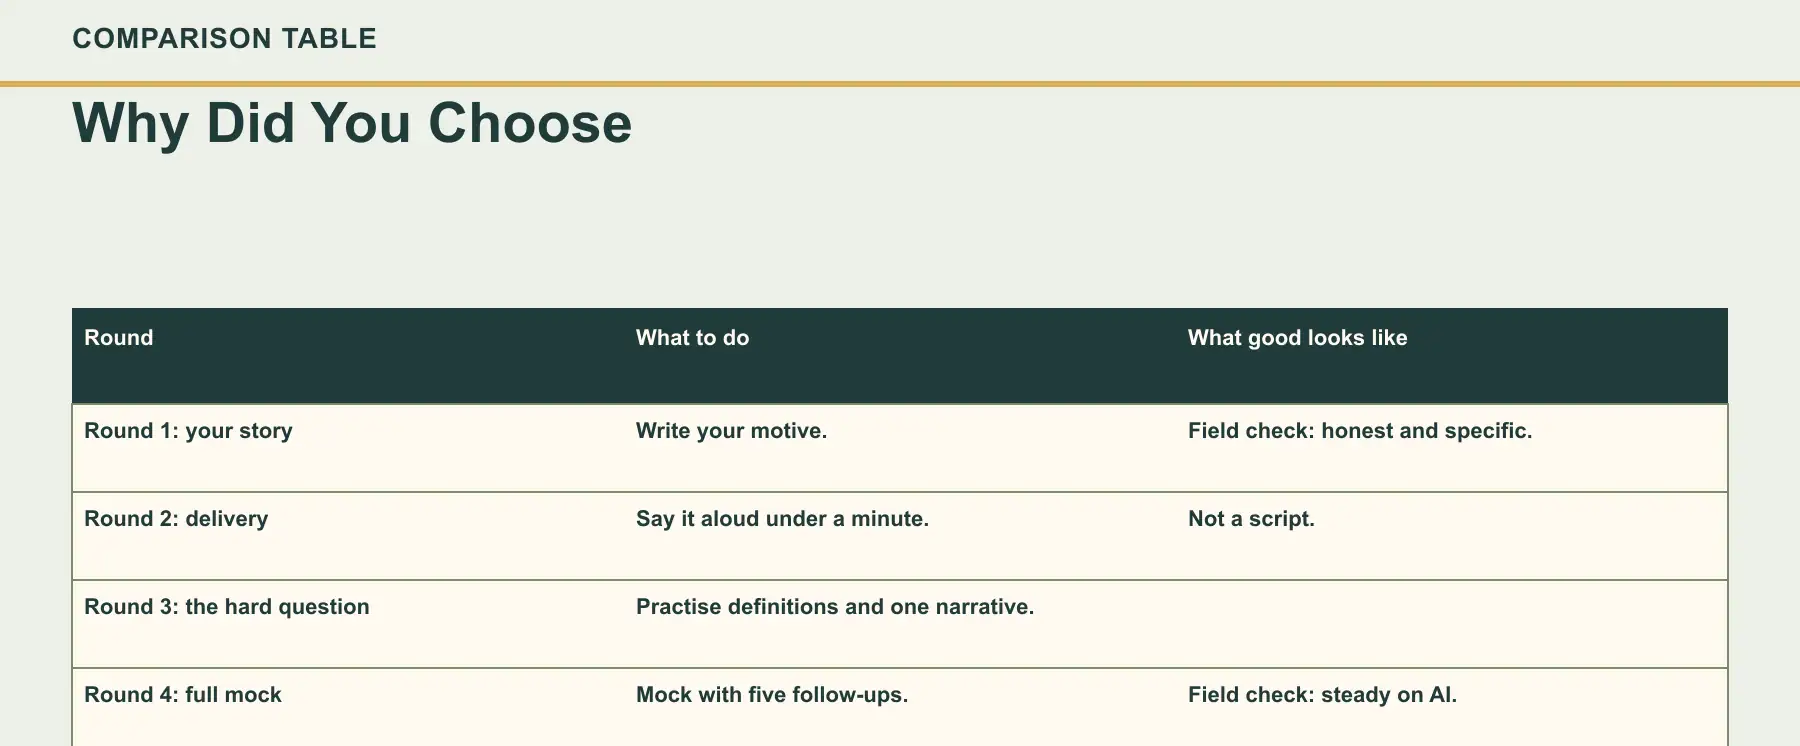 COMPARISON TABLE
Why Did You Choose
Round What to do What good looks like
Round 1: your story Write your motive. Field check: honest and specific.
Round 2: delivery Say it aloud under a minute. Not a script.
Round 3: the hard question Practise definitions and one narrative.
Round 4: full mock Mock with five follow-ups. Field check: steady on AI.